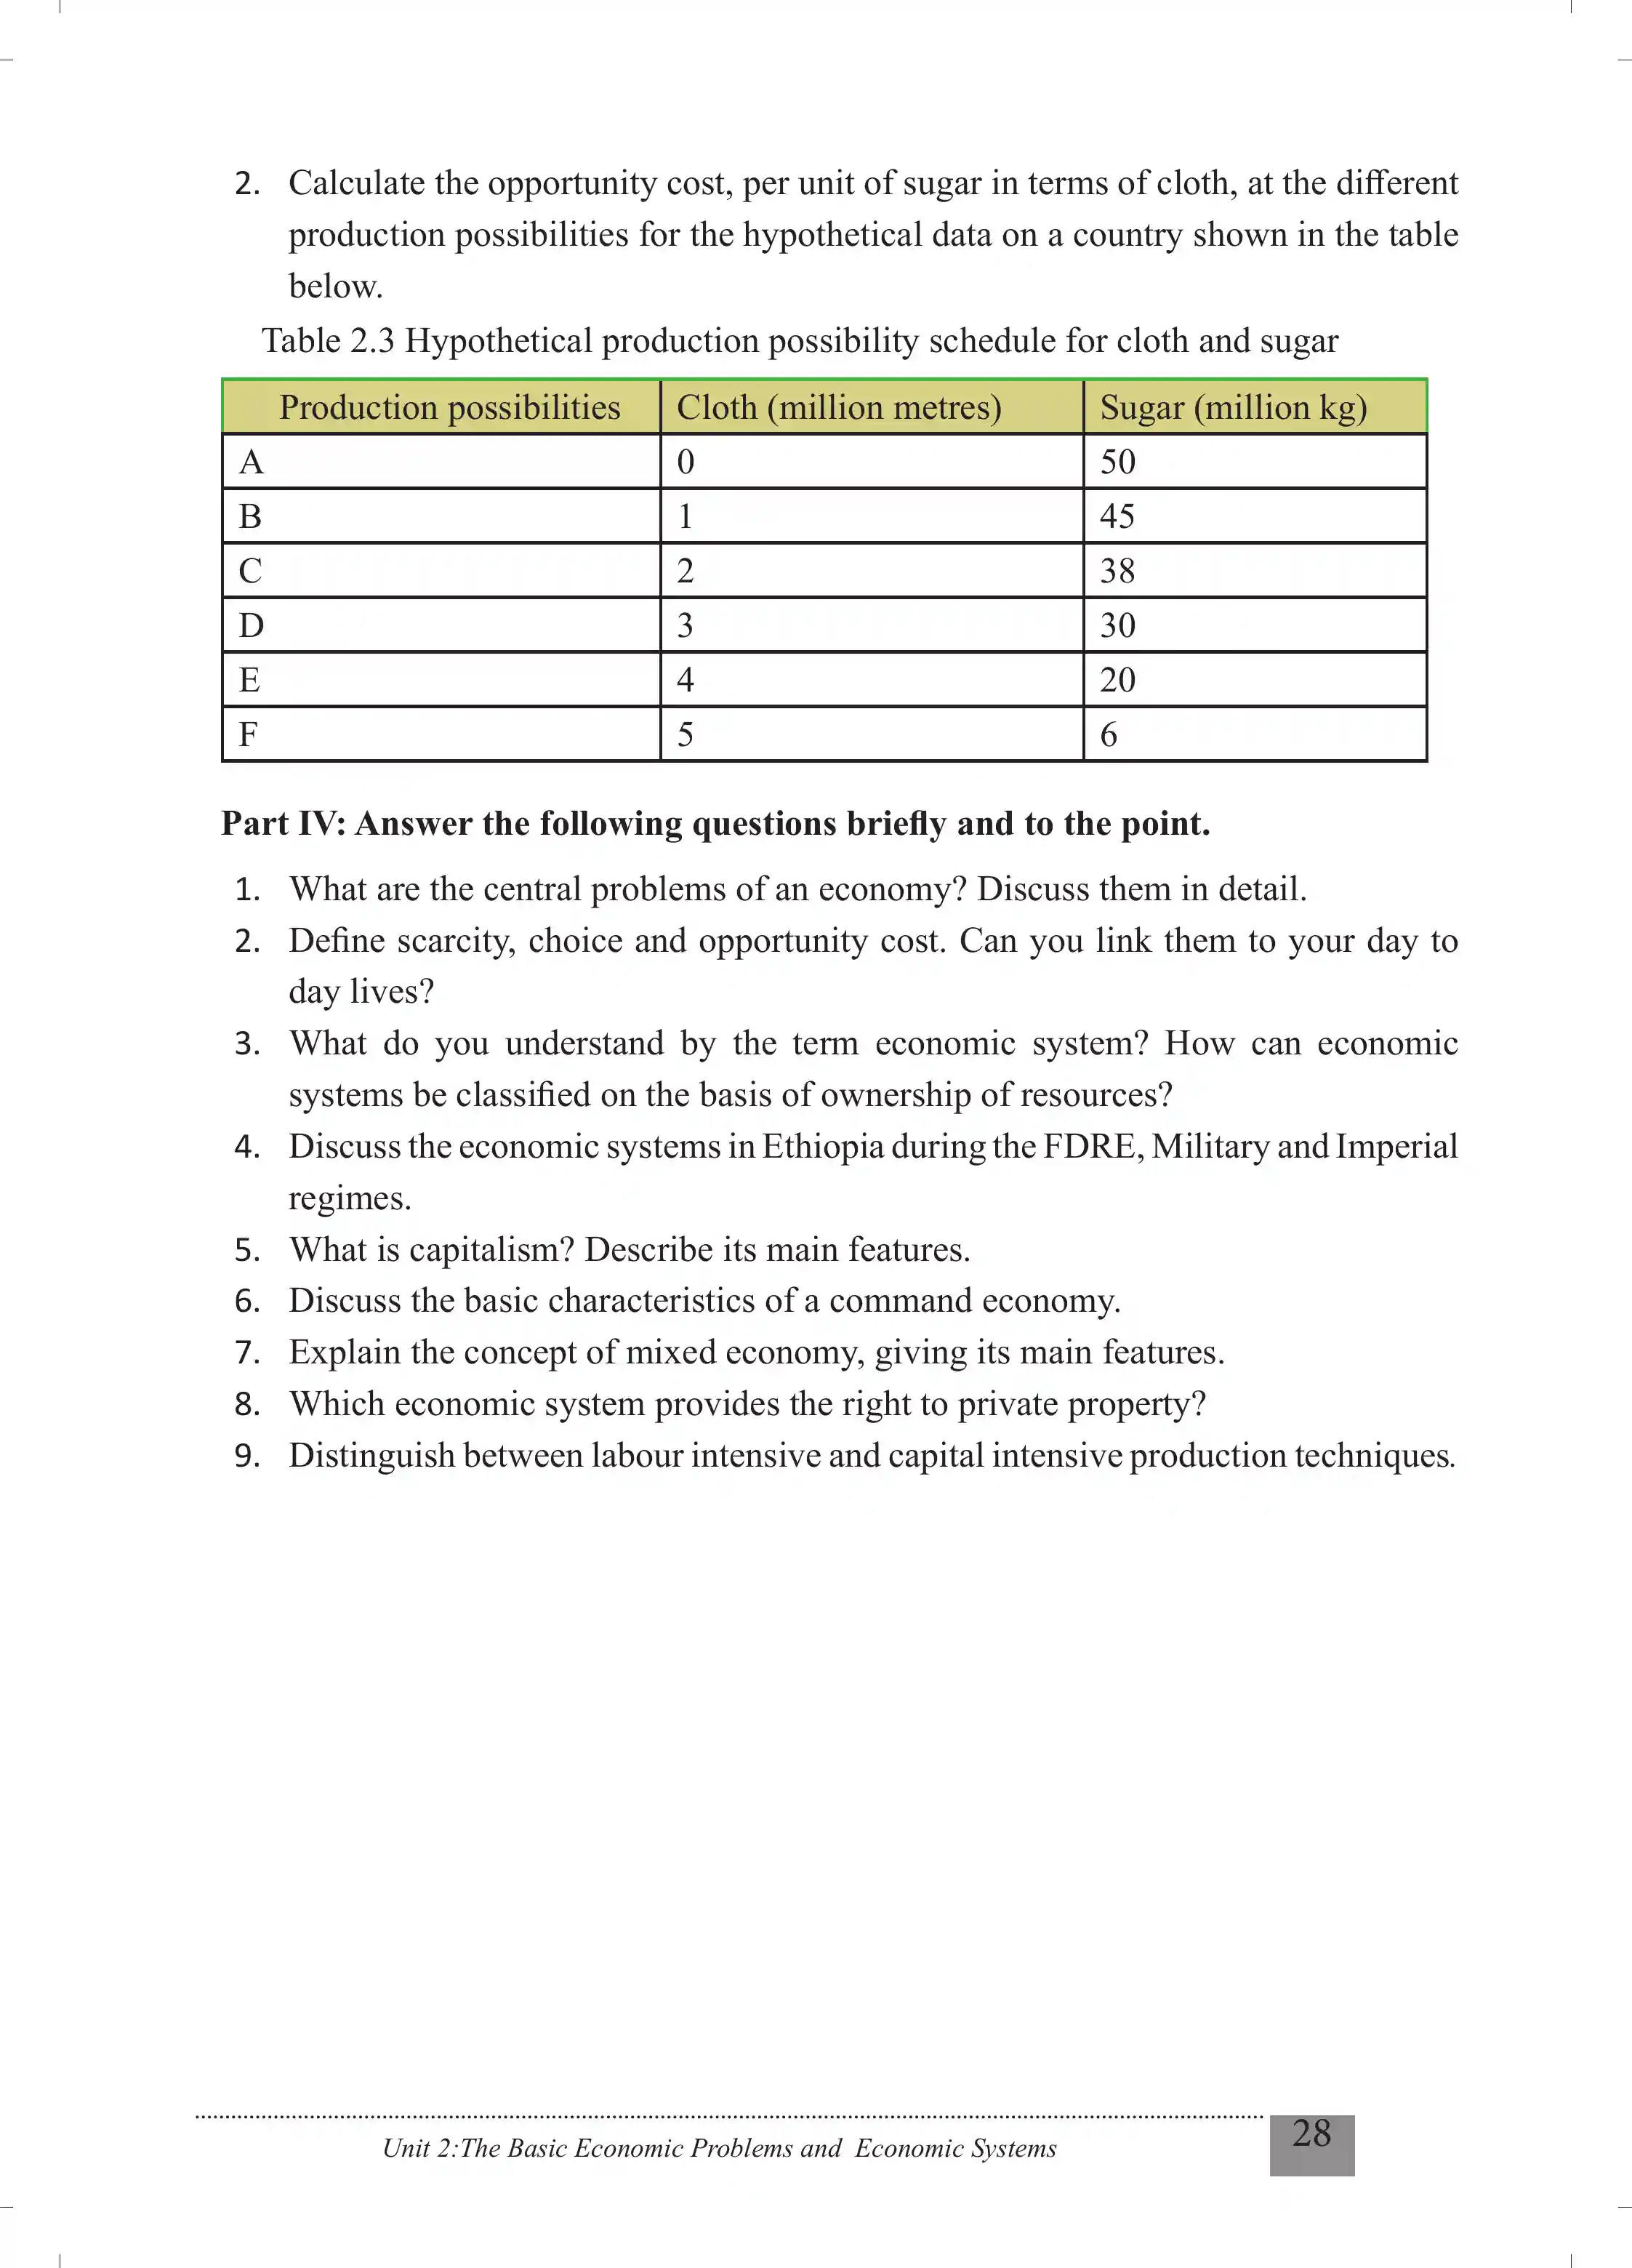 2. Calculate the opportunity cost, per unit of sugar in terms of cloth, at the different
production possibilities for the hypothetical data on a country shown in the table
below.
Table 2.3 Hypothetical production possibility schedule for cloth and sugar
Production possibilities Cloth (million metres) Sugar (million kg)
A 0 50
B 1 45
C 2 38
D 3 30
E 4 20
F 5 6
Part IV: Answer the following questions briefly and to the point.
1. What are the central problems of an economy? Discuss them in detail.
2. Define scarcity, choice and opportunity cost. Can you link them to your day to
day lives?
3. What do you understand by the term economic system? How can economic
systems be classified on the basis of ownership of resources?
4. Discuss the economic systems in Ethiopia during the FDRE, Military and Imperial
regimes.
5. What is capitalism? Describe its main features.
6. Discuss the basic characteristics of a command economy.
7. Explain the concept of mixed economy, giving its main features.
8. Which economic system provides the right to private property?
9. Distinguish between labour intensive and capital intensive production techniques.
Unit 2:The Basic Economic Problems and Economic Systems
28